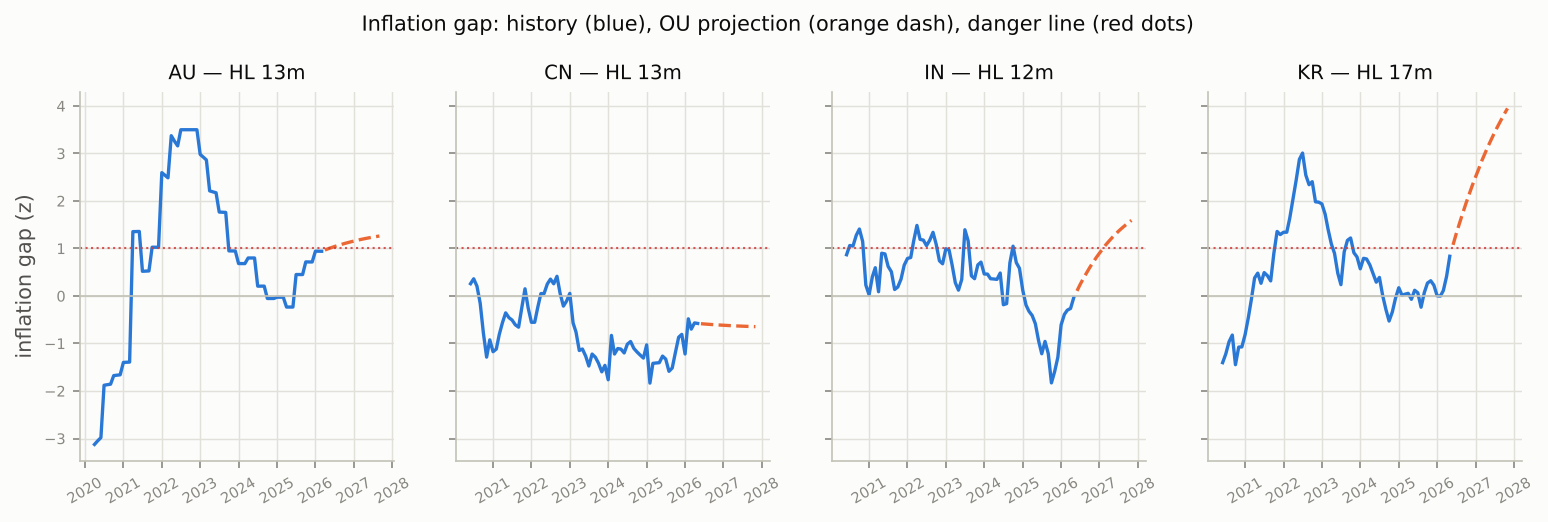 Inflation gap: history (blue), OU projection (orange dash), danger line (red dots)
AU — HL 13m
CN — HL 13m
IN — HL 12m
KR — HL 17m
inflation gap (z)
4
3
2
1
0
−1
−2
−3
2020 2021 2022 2023 2024 2025 2026 2027 2028
2021 2022 2023 2024 2025 2026 2027 2028
2021 2022 2023 2024 2025 2026 2027 2028
2021 2022 2023 2024 2025 2026 2027 2028